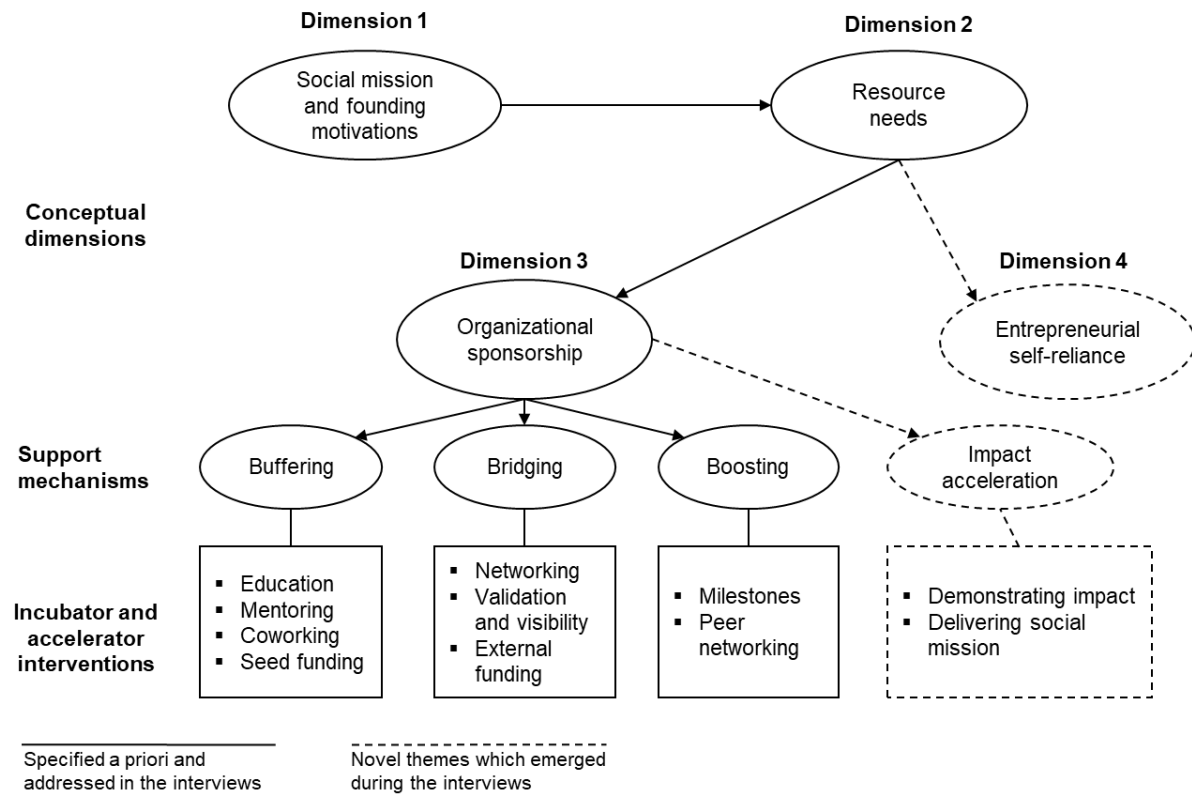 Dimension 1
Dimension 2
Social mission
and founding
motivations
Resource
needs
Conceptual
dimensions
Dimension 3
Dimension 4
Organizational
sponsorship
Entrepreneurial
self-reliance
Support
mechanisms
Buffering
Bridging
Boosting
Impact
acceleration
Incubator and
accelerator
interventions
▪ Education
▪ Mentoring
▪ Coworking
▪ Seed funding
▪ Networking
▪ Validation
and visibility
▪ External
funding
▪ Milestones
▪ Peer
networking
▪ Demonstrating impact
▪ Delivering social
mission
Specified a priori and
addressed in the interviews
Novel themes which emerged
during the interviews